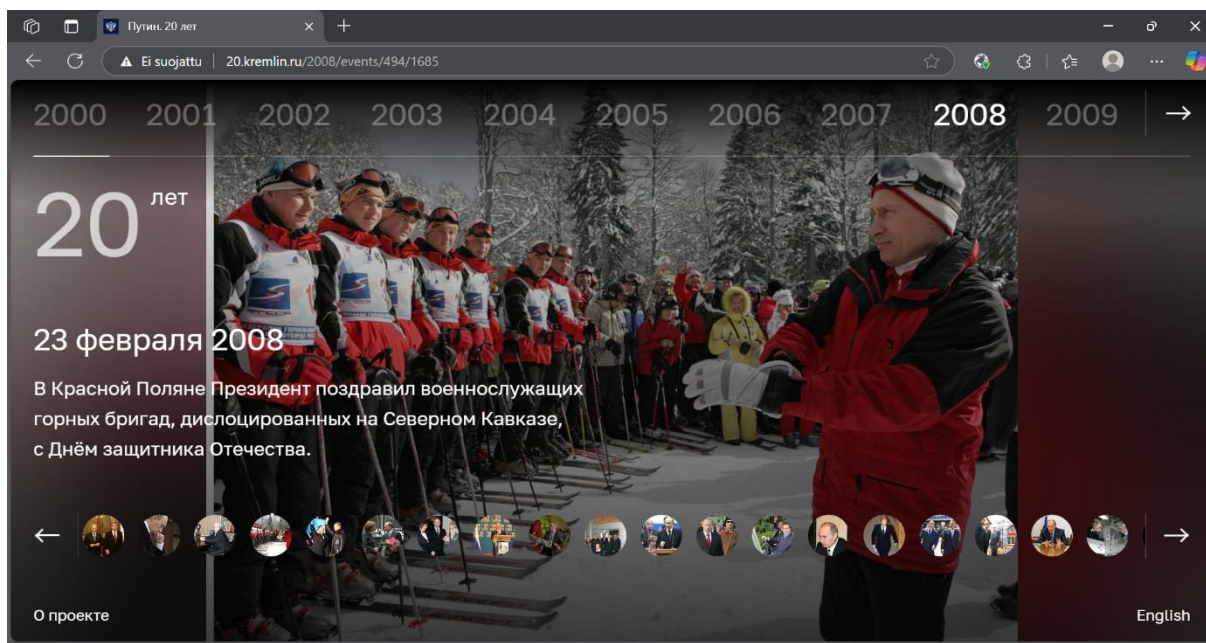 Путин. 20 лет
Ei suojattu
20.kremlin.ru/2008/events/494/1685
2000 2001 2002 2003 2004 2005 2006 2007 2008 2009
20 лет
23 февраля 2008
В Красной Поляне Президент поздравил военнослужащих
горных бригад, дислоцированных на Северном Кавказе,
с Днём защитника Отечества.
О проекте
English